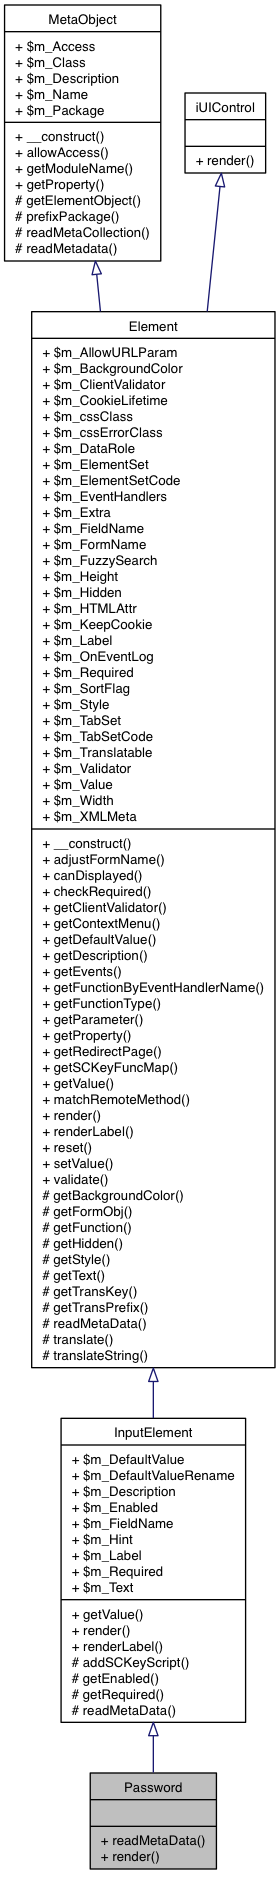 MetaObject
+ $m_Access
+ $m_Class
+ $m_Description
+ $m_Name
+ $m_Package
+ __construct()
+ allowAccess()
+ getModuleName()
+ getProperty()
# getElementObject()
# prefixPackage()
# readMetaCollection()
# readMetadata()
iUIControl
+ render()
Element
+ $m_AllowURLParam
+ $m_BackgroundColor
+ $m_ClientValidator
+ $m_CookieLifetime
+ $m_cssClass
+ $m_cssErrorClass
+ $m_DataRole
+ $m_ElementSet
+ $m_ElementSetCode
+ $m_EventHandlers
+ $m_Extra
+ $m_FieldName
+ $m_FormName
+ $m_FuzzySearch
+ $m_Height
+ $m_Hidden
+ $m_HTMLAttr
+ $m_KeepCookie
+ $m_Label
+ $m_OnEventLog
+ $m_Required
+ $m_SortFlag
+ $m_Style
+ $m_TabSet
+ $m_TabSetCode
+ $m_Translatable
+ $m_Validator
+ $m_Value
+ $m_Width
+ $m_XMLMeta
+ __construct()
+ adjustFormName()
+ canDisplayed()
+ checkRequired()
+ getClientValidator()
+ getContextMenu()
+ getDefaultValue()
+ getDescription()
+ getEvents()
+ getFunctionByEventHandlerName()
+ getFunctionType()
+ getParameter()
+ getProperty()
+ getRedirectPage()
+ getSCKeyFuncMap()
+ getValue()
+ matchRemoteMethod()
+ render()
+ renderLabel()
+ reset()
+ setValue()
+ validate()
# getBackgroundColor()
# getFormObj()
# getFunction()
# getHidden()
# getStyle()
# getText()
# getTransKey()
# getTransPrefix()
# readMetaData()
# translate()
# translateString()
InputElement
+ $m_DefaultValue
+ $m_DefaultValueRename
+ $m_Description
+ $m_Enabled
+ $m_FieldName
+ $m_Hint
+ $m_Label
+ $m_Required
+ $m_Text
+ getValue()
+ render()
+ renderLabel()
# addSCKeyScript()
# getEnabled()
# getRequired()
# readMetaData()
Password
+ readMetaData()
+ render()